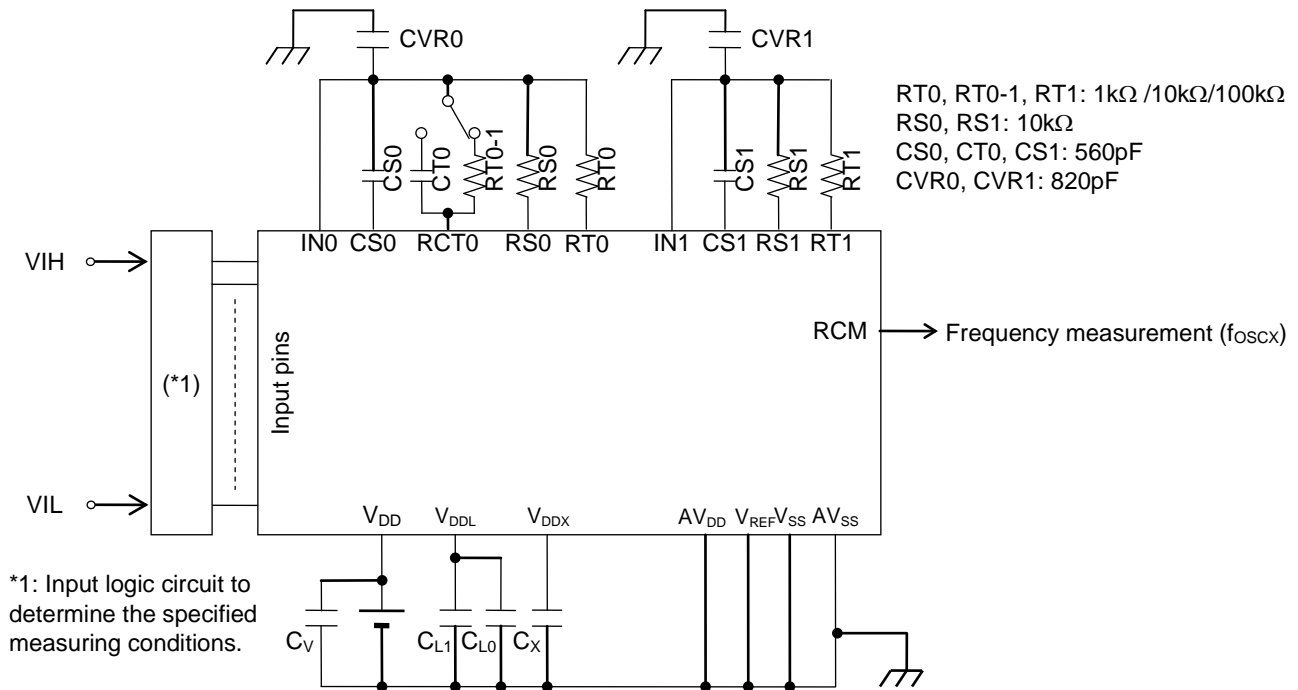 CVR0
CVR1
RT0, RT0-1, RT1: 1kΩ /10kΩ/100kΩ
RS0, RS1: 10kΩ
CS0, CT0, CS1: 560pF
CVR0, CVR1: 820pF
CS0
CT0
RT0-1
RS0
RT0
CS1
RS1
RT1
IN0 CS0 RCT0 RS0 RT0
IN1 CS1 RS1 RT1
VIH
(*1)
VIL
Input pins
RCM
Frequency measurement (fOSCX)
VDD VDDL VDDX
AVDD VREF VSS AVSS
*1: Input logic circuit to
determine the specified
measuring conditions.
CV
CL1 CL0 CX